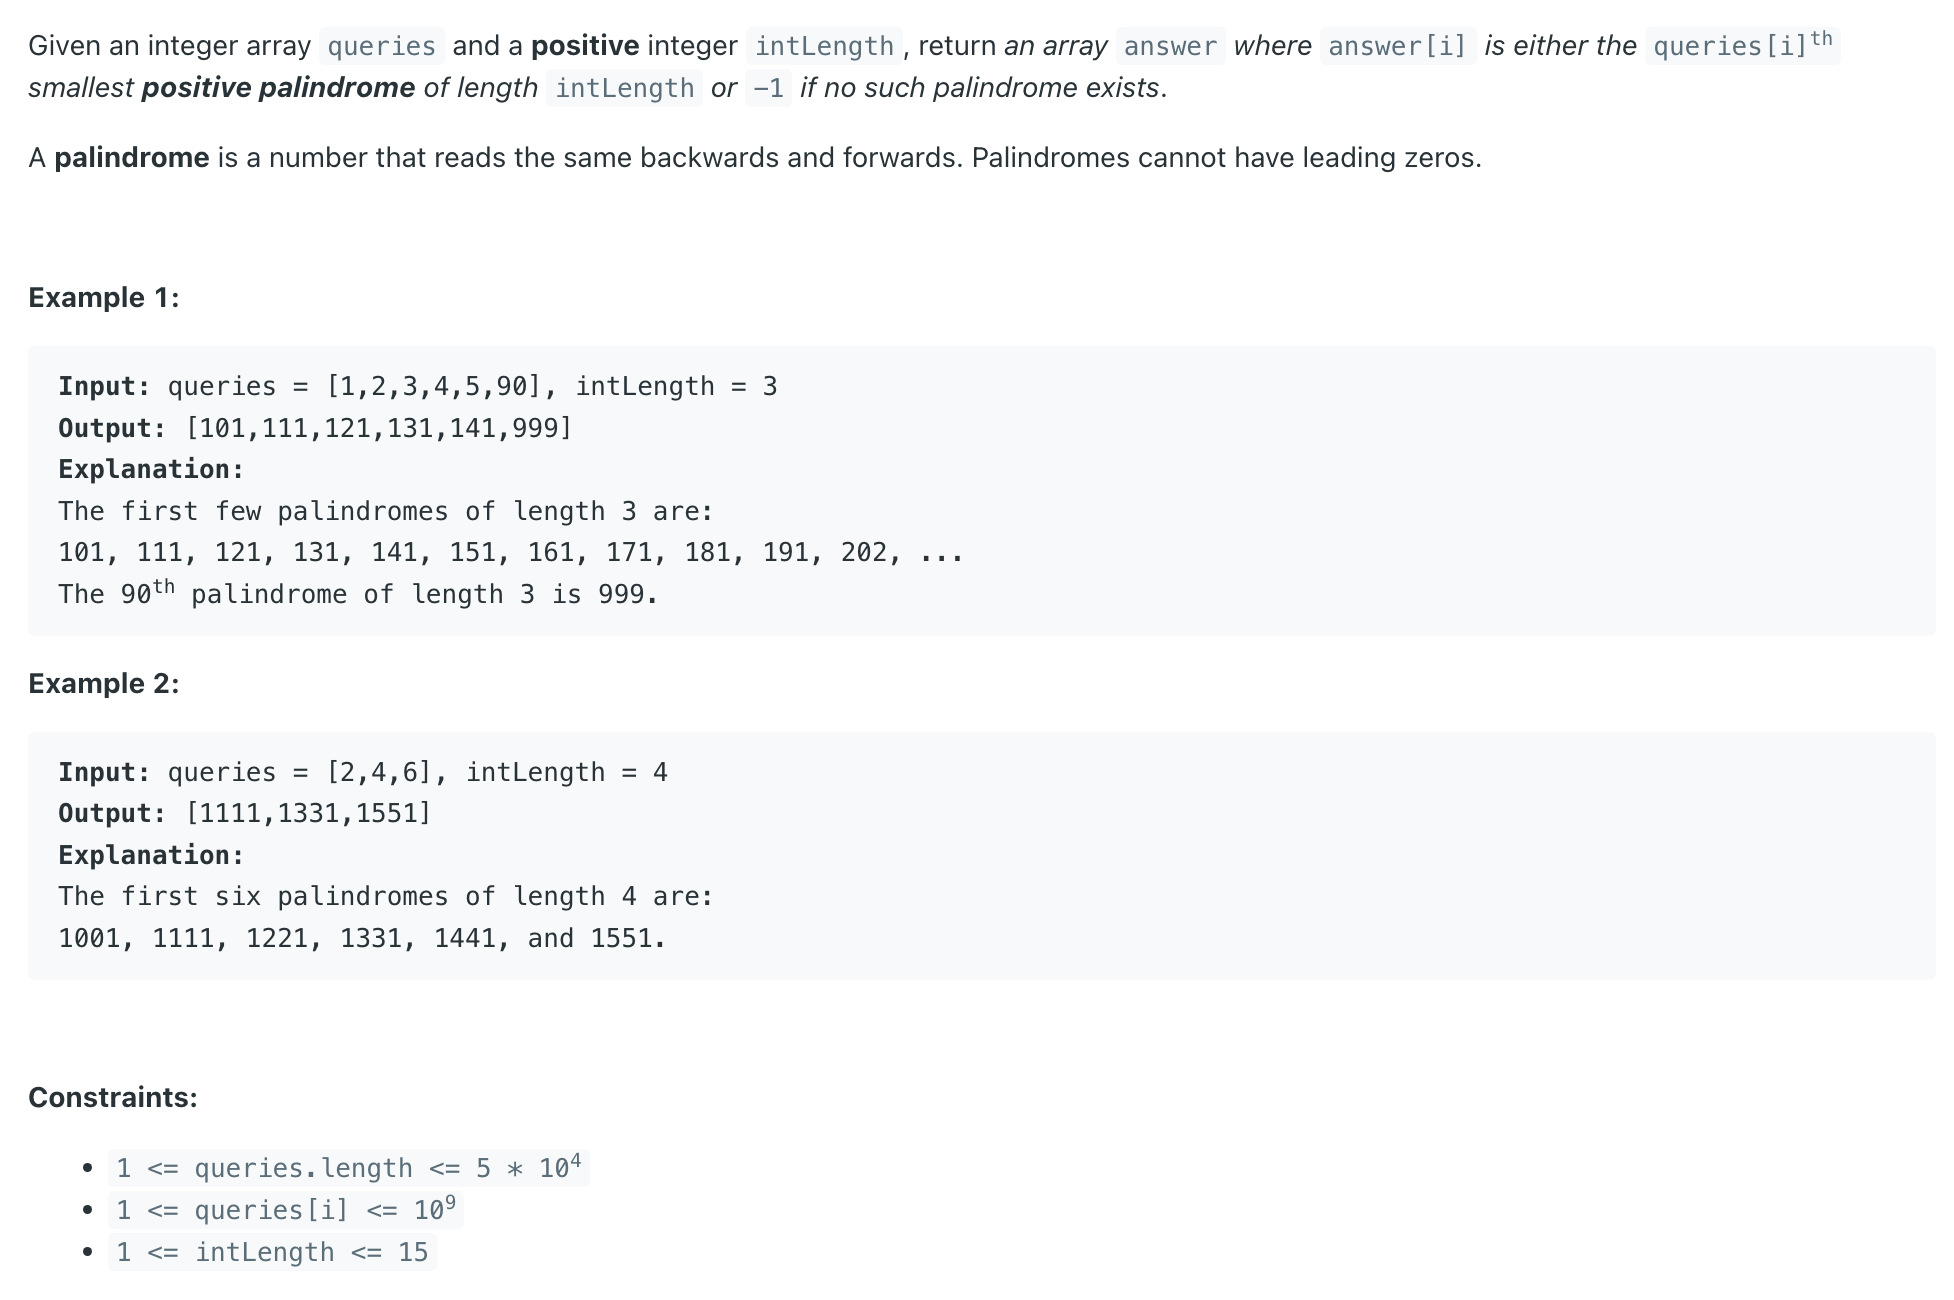 Given an integer array queries and a positive integer intLength, return an array answer where answer[i] is either the queries[i]th
smallest positive palindrome of length intLength or −1 if no such palindrome exists.
A palindrome is a number that reads the same backwards and forwards. Palindromes cannot have leading zeros.
Example 1:
Input: queries = [1,2,3,4,5,90], intLength = 3
Output: [101,111,121,131,141,999]
Explanation:
The first few palindromes of length 3 are:
101, 111, 121, 131, 141, 151, 161, 171, 181, 191, 202, ...
The 90th palindrome of length 3 is 999.
Example 2:
Input: queries = [2,4,6], intLength = 4
Output: [1111,1331,1551]
Explanation:
The first six palindromes of length 4 are:
1001, 1111, 1221, 1331, 1441, and 1551.
Constraints:
• 1 <= queries.length <= 5 * 10⁴
• 1 <= queries[i] <= 10⁹
• 1 <= intLength <= 15